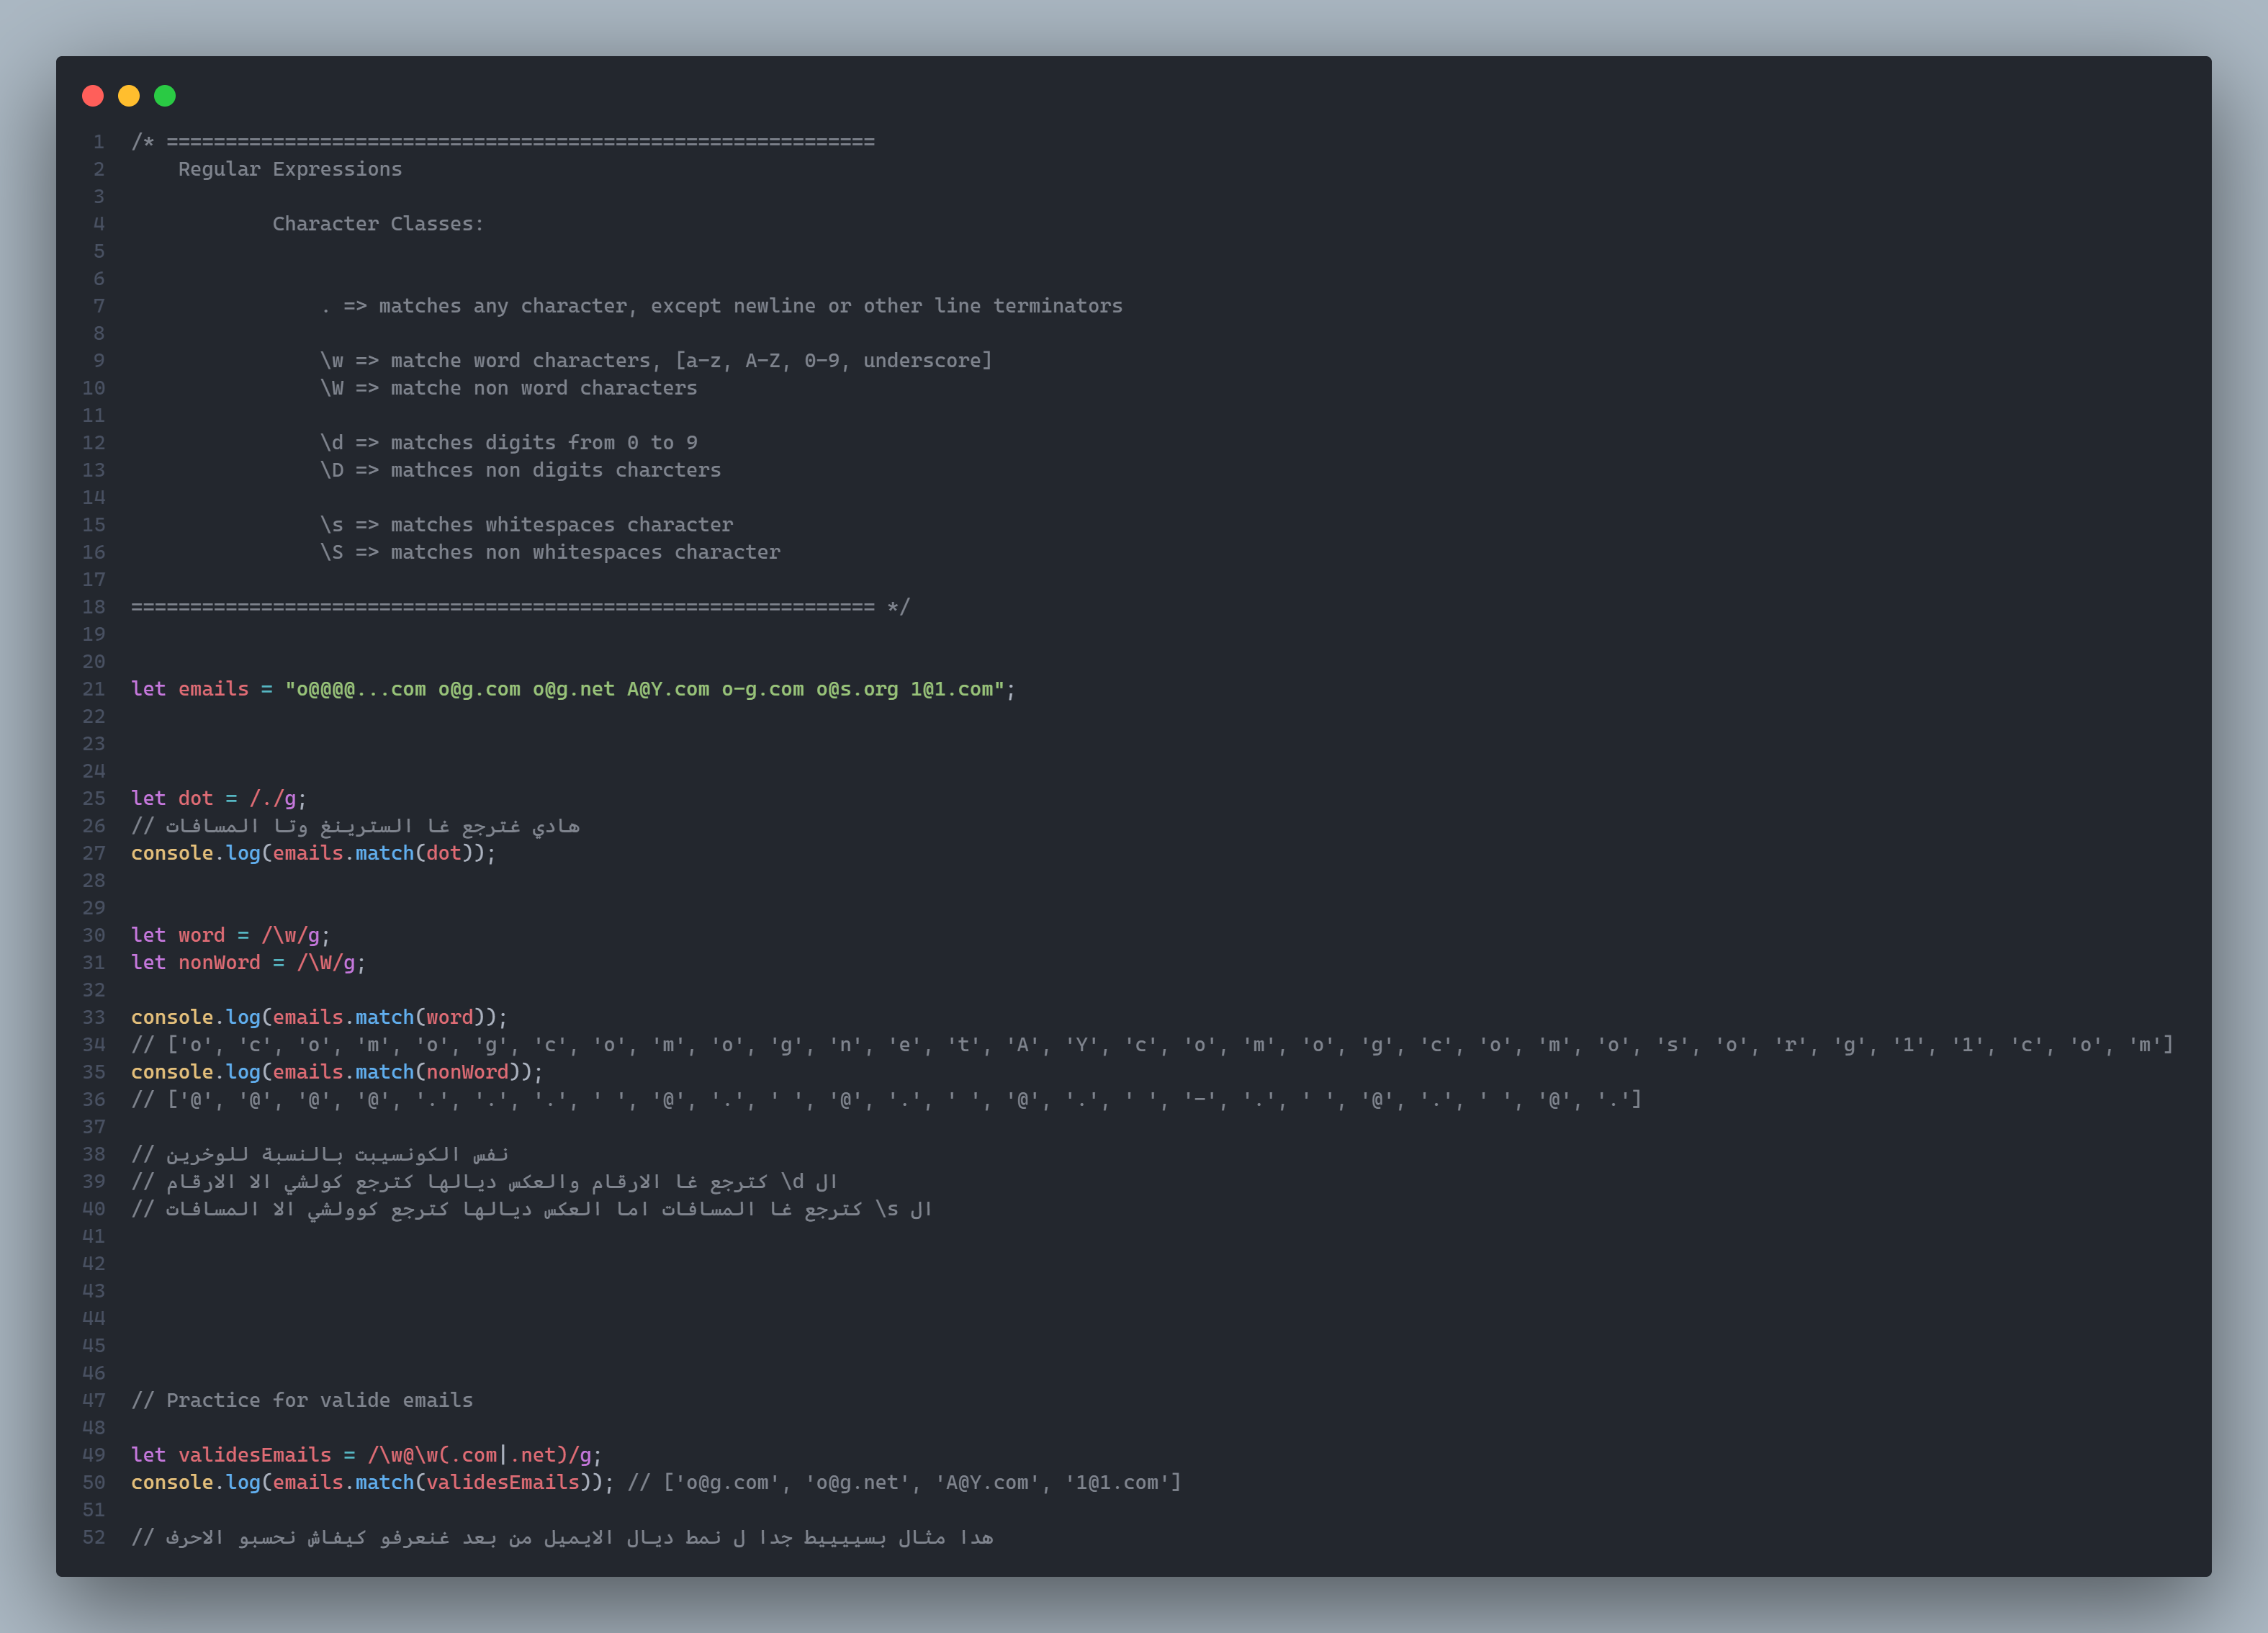 1 /* ============================================================
2 Regular Expressions
3
4 Character Classes:
5
6
7 . => matches any character, except newline or other line terminators
8
9 \w => matche word characters, [a-z, A-Z, 0-9, underscore]
10 \W => matche non word characters
11
12 \d => matches digits from 0 to 9
13 \D => mathces non digits charcters
14
15 \s => matches whitespaces character
16 \S => matches non whitespaces character
17
18 =============================================================== */
19
20
21 let emails = "o@@@@...com o@g.com o@g.net A@Y.com o-g.com o@s.org 1@1.com";
22
23
24
25 let dot = /./g;
26 // هادي غترجع غا السترينغ وتا المسافات
27 console.log(emails.match(dot));
28
29
30 let word = /\w/g;
31 let nonWord = /\W/g;
32
33 console.log(emails.match(word));
34 // ['o', 'c', 'o', 'm', 'o', 'g', 'c', 'o', 'm', 'o', 'g', 'n', 'e', 't', 'A', 'Y', 'c', 'o', 'm', 'o', 'g', 'c', 'o', 'm', 'o', 's', 'o', 'r', 'g', '1', '1', 'c', 'o', 'm']
35 console.log(emails.match(nonWord));
36 // ['@', '@', '@', '@', '.', '.', '.', ' ', '@', '.', ' ', '@', '.', ' ', '@', '.', ' ', '-', '.', ' ', '@', '.', ' ', '@', '.']
37
38 // نفس الكونسيبت بالنسبة للوخرين
39 // ال d\ كترجع غا الارقام والعكس ديالها كترجع كولشي الا الارقام
40 // ال s\ كترجع غا المسافات اما العكس ديالها كترجع كوولشي الا المسافات
41
42
43
44
45
46
47 // Practice for valide emails
48
49 let validesEmails = /\w@\w(.com|.net)/g;
50 console.log(emails.match(validesEmails)); // ['o@g.com', 'o@g.net', 'A@Y.com', '1@1.com']
51
52 // هدا مثال بسيييييط جدا ل نمط ديال الايميل من بعد غنعرفو كيفاش نحسبو الاحرف